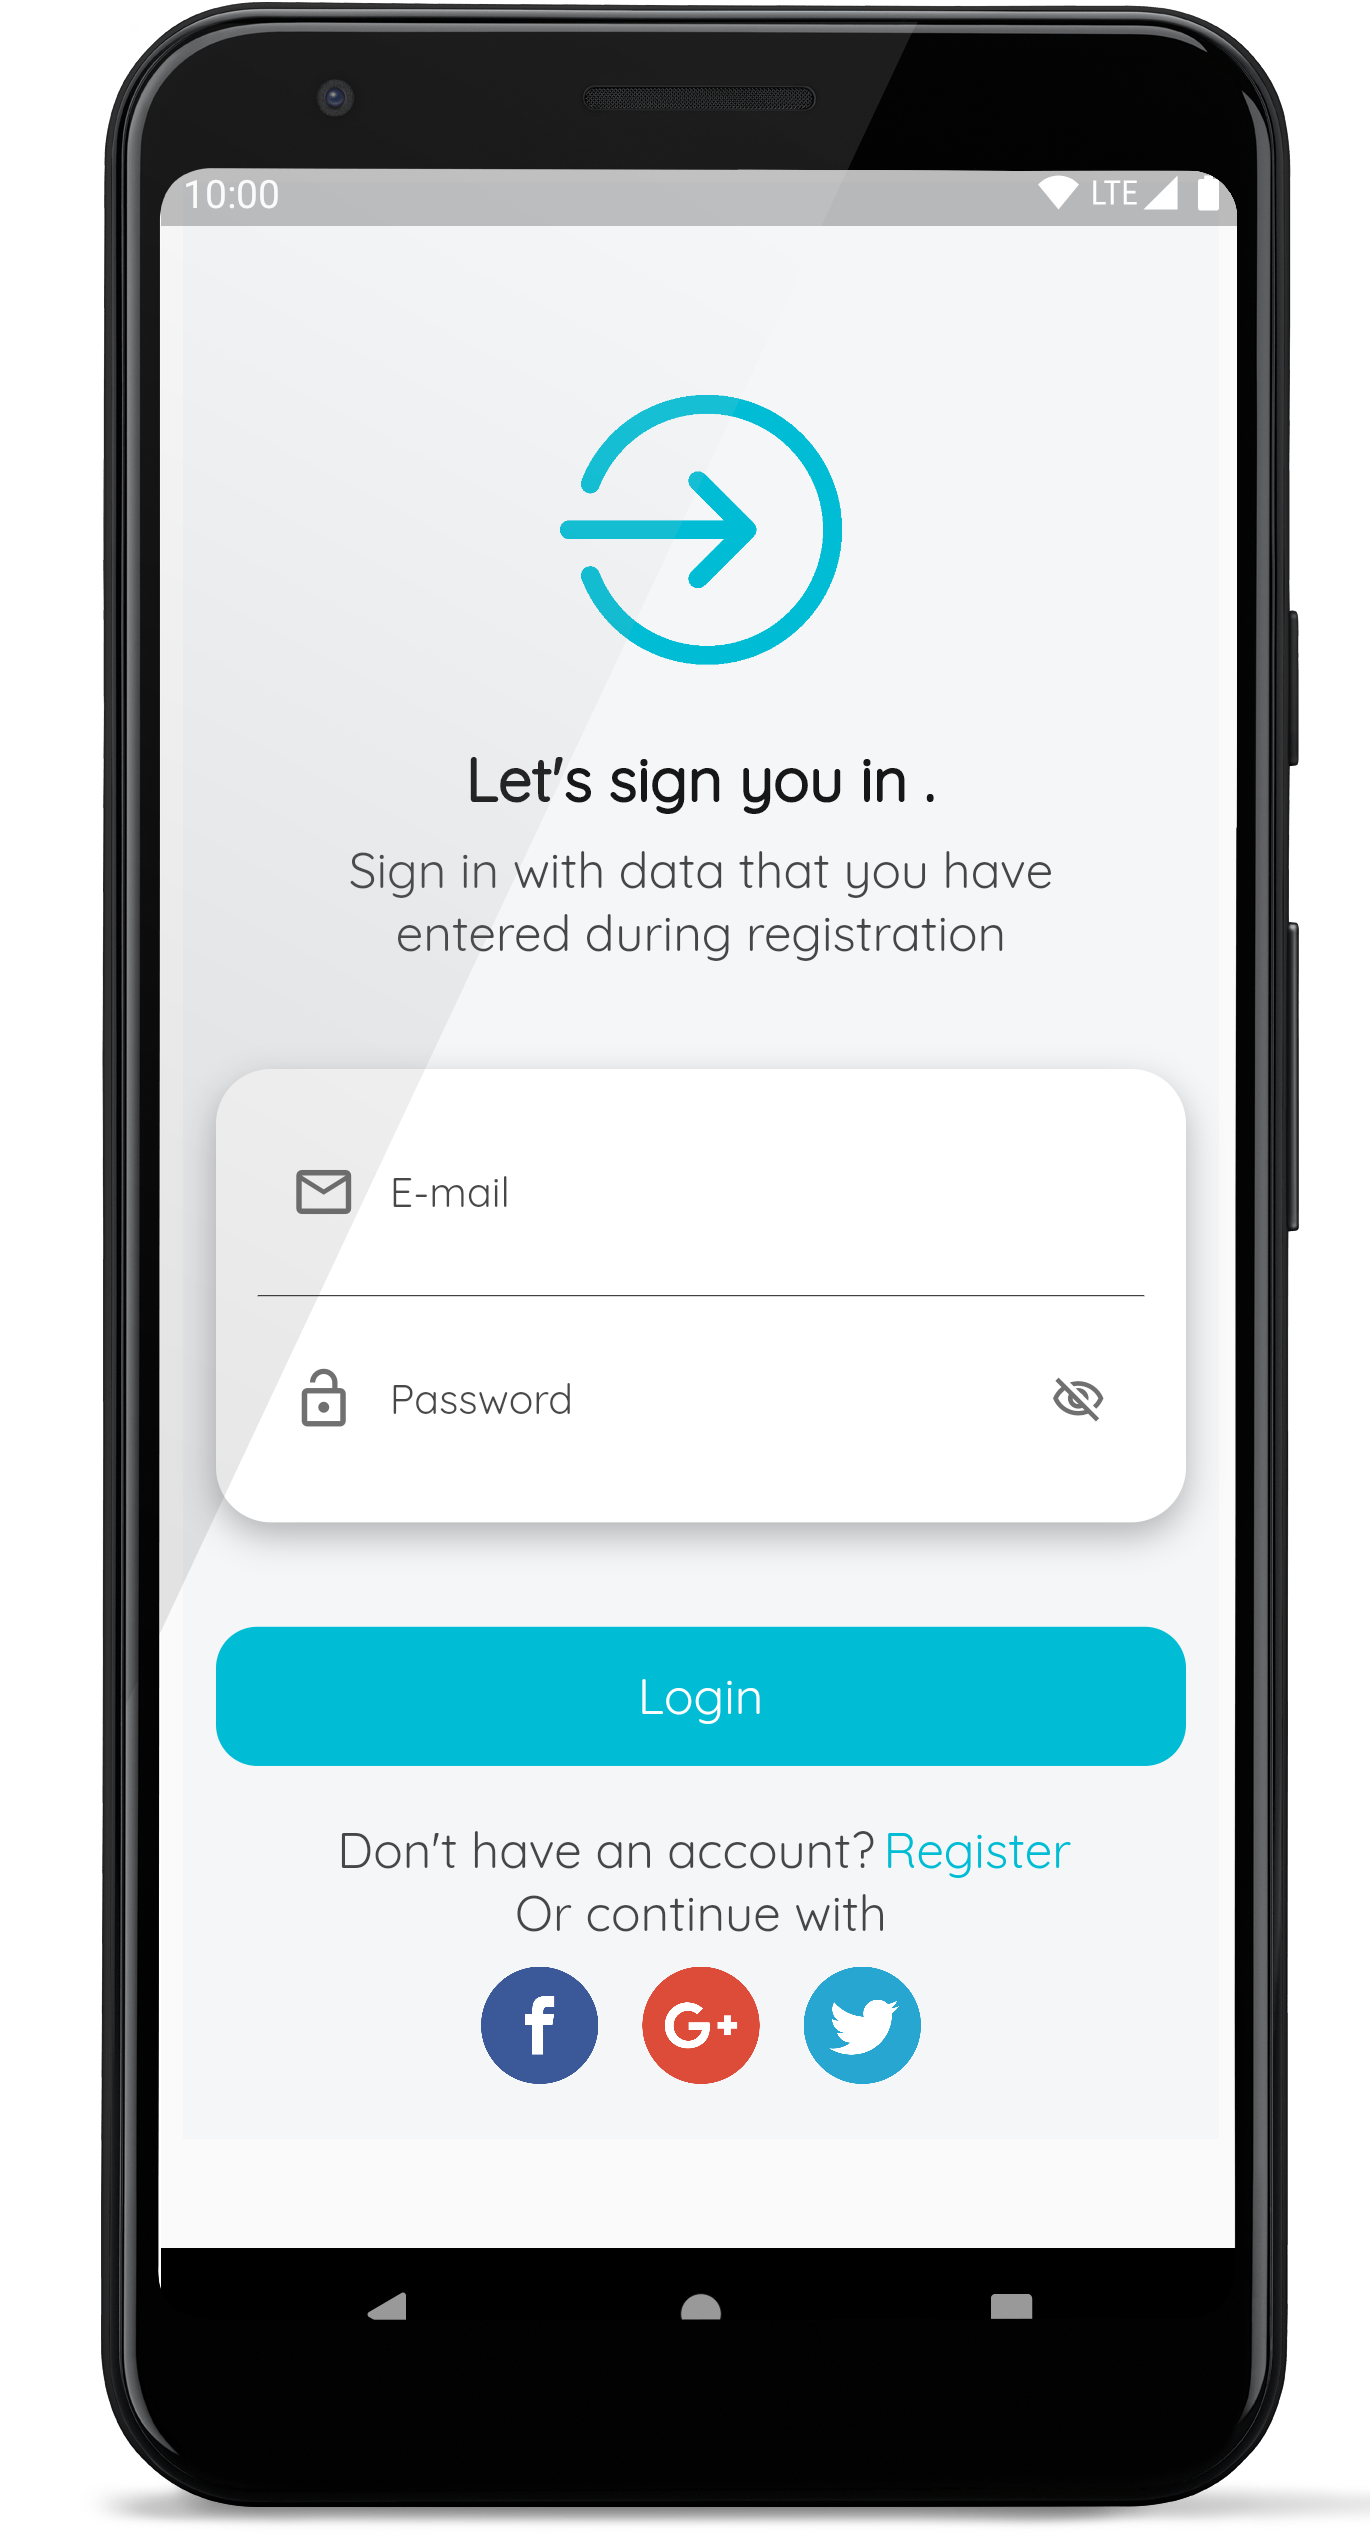 10:00 LTE
Let's sign you in .
Sign in with data that you have
entered during registration
E-mail
Password
Login
Don't have an account? Register
Or continue with
f G+